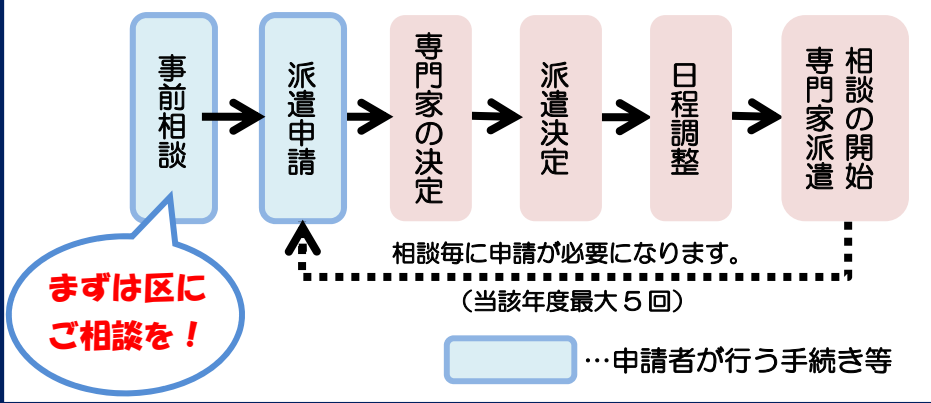 事前相談
派遣申請
専門家の決定
派遣決定
日程調整
相談の開始
専門家派遣
相談毎に申請が必要になります。
（当該年度最大５回）
まずは区に
ご相談を！
…申請者が行う手続き等